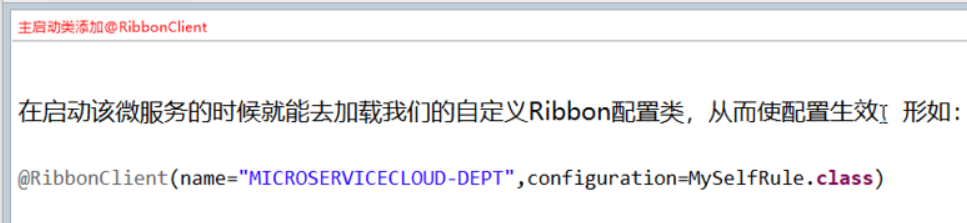 主启动类添加@RibbonClient
在启动该微服务的时候就能去加载我们的自定义Ribbon配置类，从而使配置生效，形如：
@RibbonClient(name="MICROSERVICECLOUD-DEPT",configuration=MySelfRule.class)